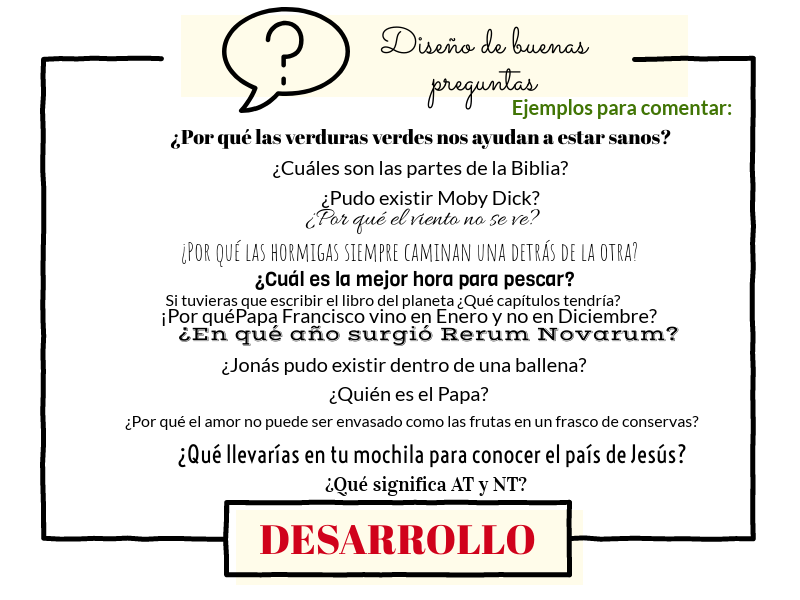 ?
Diseño de buenas
preguntas
Ejemplos para comentar:
¿Por qué las verduras verdes nos ayudan a estar sanos?
¿Cuáles son las partes de la Biblia?
¿Pudo existir Moby Dick?
¿Por qué el viento no se ve?
¿Por qué las hormigas siempre caminan una detrás de la otra?
¿Cuál es la mejor hora para pescar?
Si tuvieras que escribir el libro del planeta ¿Qué capítulos tendría?
¡Por quéPapa Francisco vino en Enero y no en Diciembre?
¿En qué año surgió Rerum Novarum?
¿Jonás pudo existir dentro de una ballena?
¿Quién es el Papa?
¿Por qué el amor no puede ser envasado como las frutas en un frasco de conservas?
¿Qué llevarías en tu mochila para conocer el país de Jesús?
¿Qué significa AT y NT?
DESARROLLO